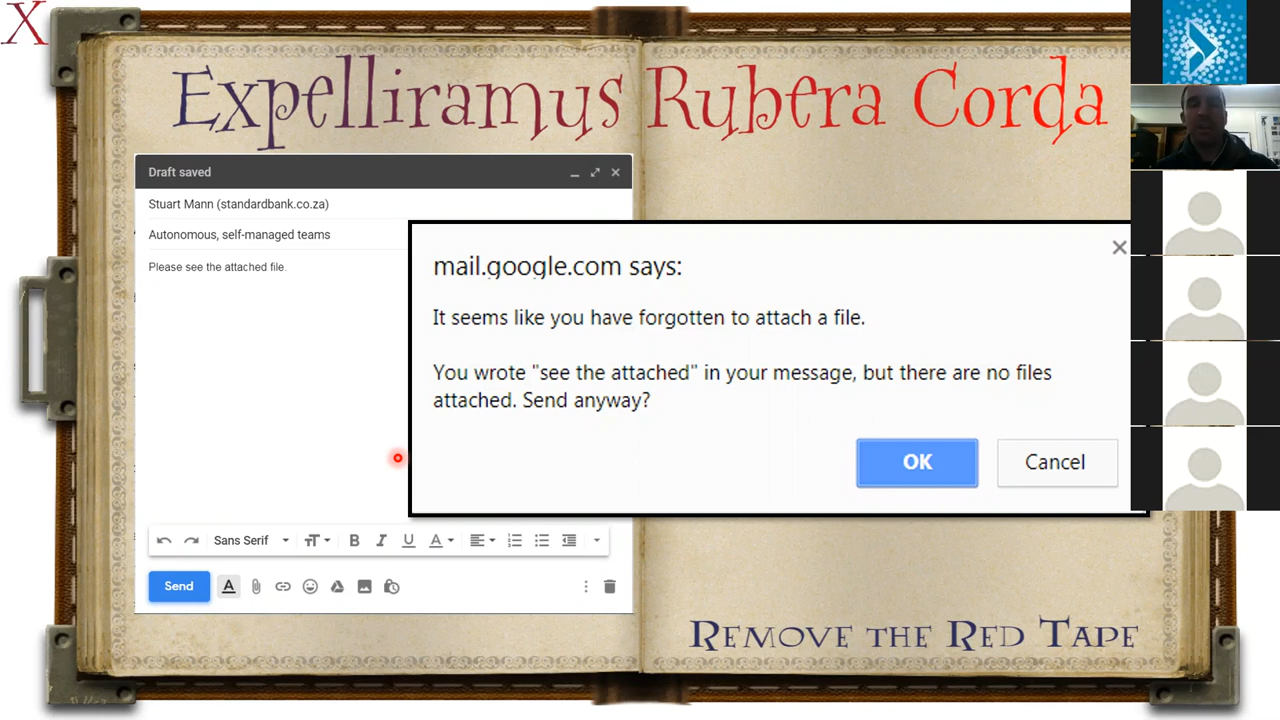 X
Expelliramus Rubera Corda
Draft saved
Stuart Mann (standardbank.co.za)
Autonomous, self-managed teams
Please see the attached file.
mail.google.com says:
It seems like you have forgotten to attach a file.
You wrote "see the attached" in your message, but there are no files
attached. Send anyway?
OK
Cancel
Sans Serif
Send
Remove the Red Tape